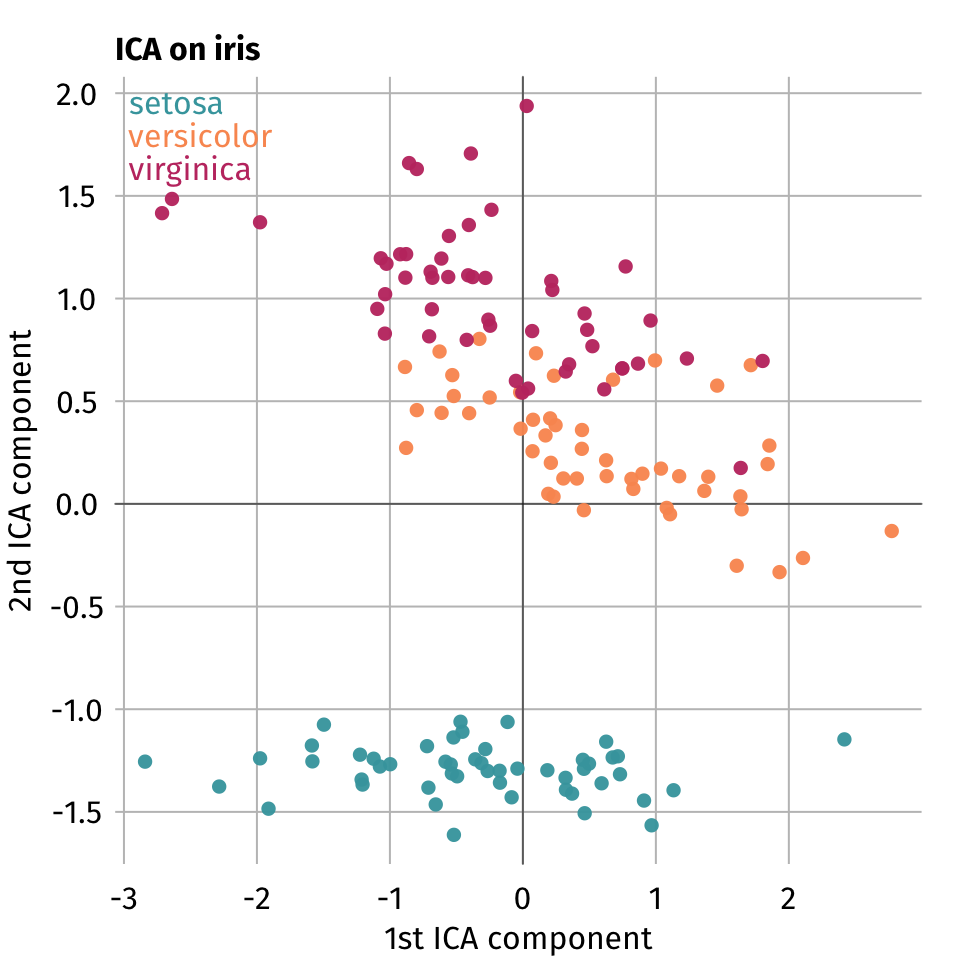 ICA on iris
setosa
versicolor
virginica
2.0
1.5
1.0
0.5
0.0
-0.5
-1.0
-1.5
2nd ICA component
-3 -2 -1 0 1 2
1st ICA component